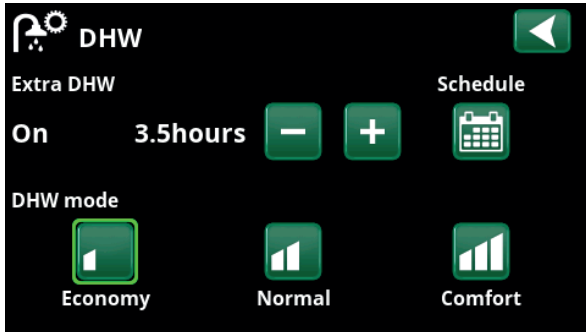 DHW
Extra DHW
Schedule
On 3.5hours
DHW mode
Economy Normal Comfort